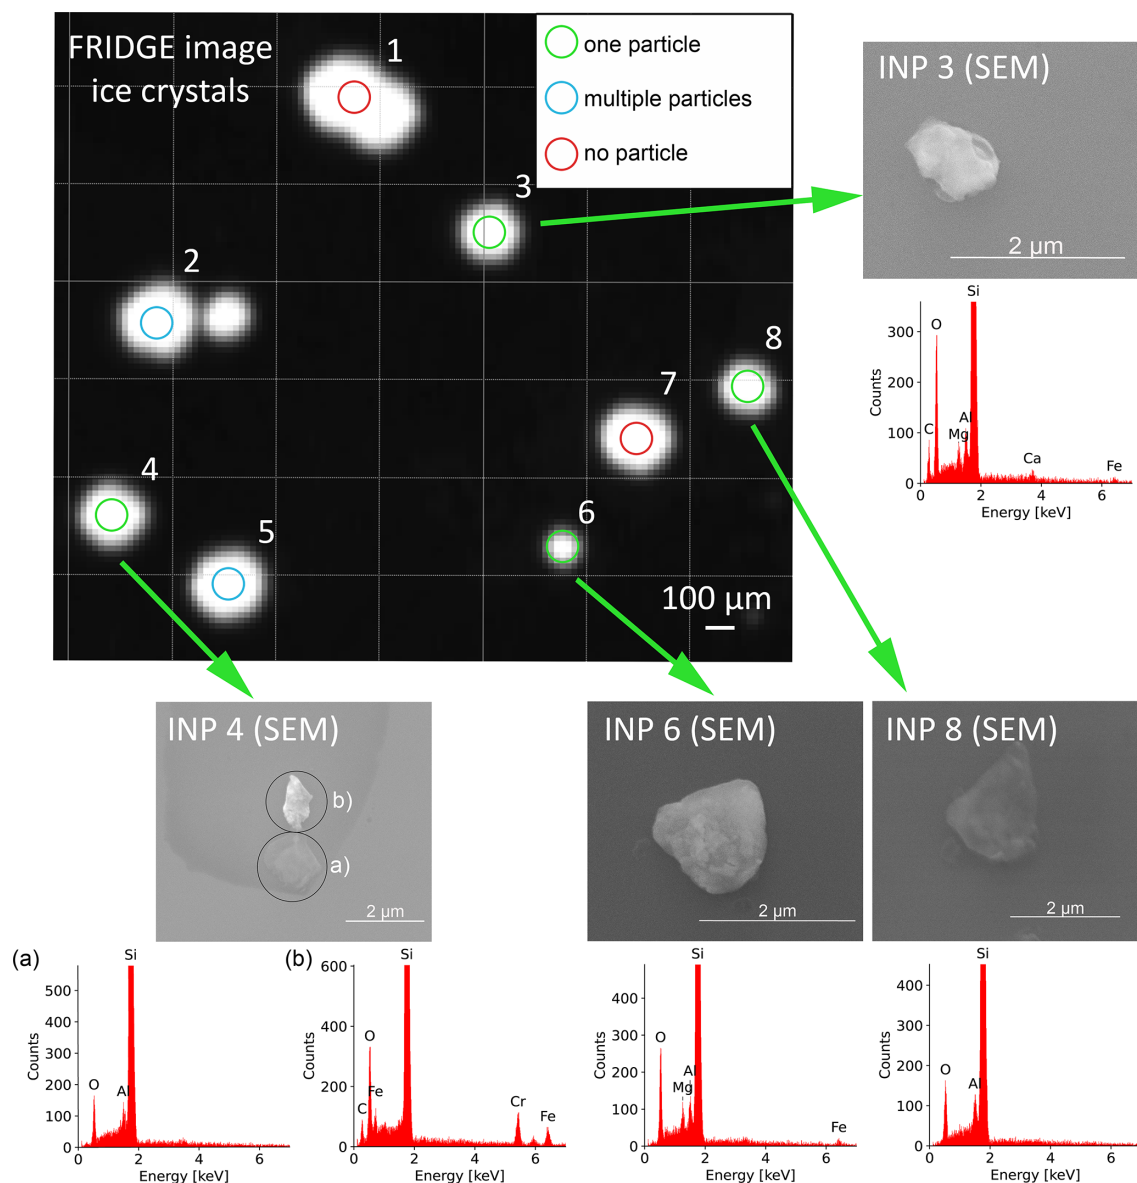 FRIDGE image
ice crystals
1
one particle
multiple particles
no particle
2
3
4
5
6
7
8
100 µm
INP 3 (SEM)
2 µm
Counts
300
200
100
0
C
O
Mg
Al
Si
Ca
Fe
0
2
4
6
Energy [keV]
INP 4 (SEM)
b)
a)
2 µm
INP 6 (SEM)
2 µm
INP 8 (SEM)
2 µm
(a)
Counts
500
400
300
200
100
0
O
Al
Si
0
2
4
6
Energy [keV]
(b)
Counts
600
400
200
0
C
O
Fe
Si
Cr
Fe
0
2
4
6
Energy [keV]
Counts
400
300
200
100
0
O
Mg
Al
Si
Fe
0
2
4
6
Energy [keV]
Counts
400
300
200
100
0
O
Al
Si
0
2
4
6
Energy [keV]